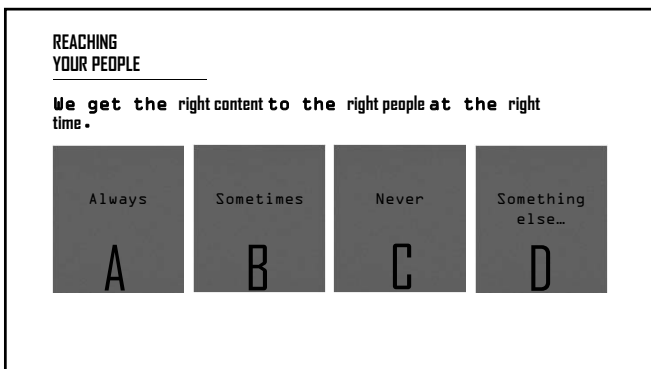 REACHING
YOUR PEOPLE
We get the right content to the right people at the right
time.
Always
A
Sometimes
B
Never
C
Something
else…
D